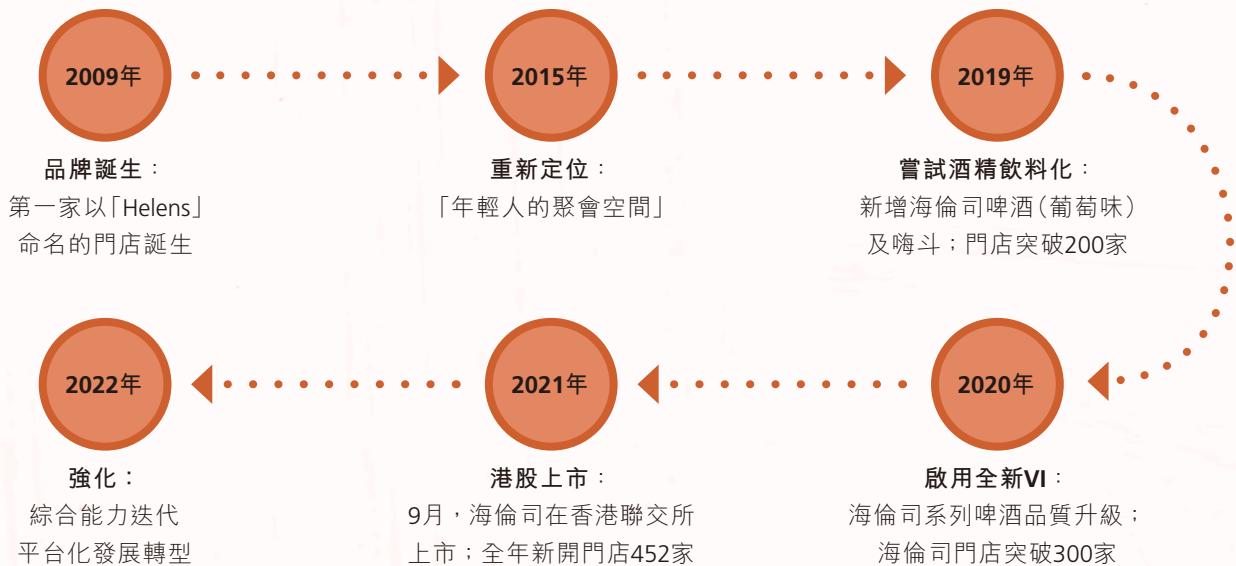 2009年
品牌誕生：
第一家以「Helens」
命名的門店誕生
2015年
重新定位：
「年輕人的聚會空間」
2019年
嘗試酒精飲料化：
新增海倫司啤酒（葡萄味）
及嗨斗；門店突破200家
2020年
啟用全新VI：
海倫司系列啤酒品質升級；
海倫司門店突破300家
2021年
港股上市：
9月，海倫司在香港聯交所
上市；全年新開門店452家
2022年
強化：
綜合能力迭代
平台化發展轉型